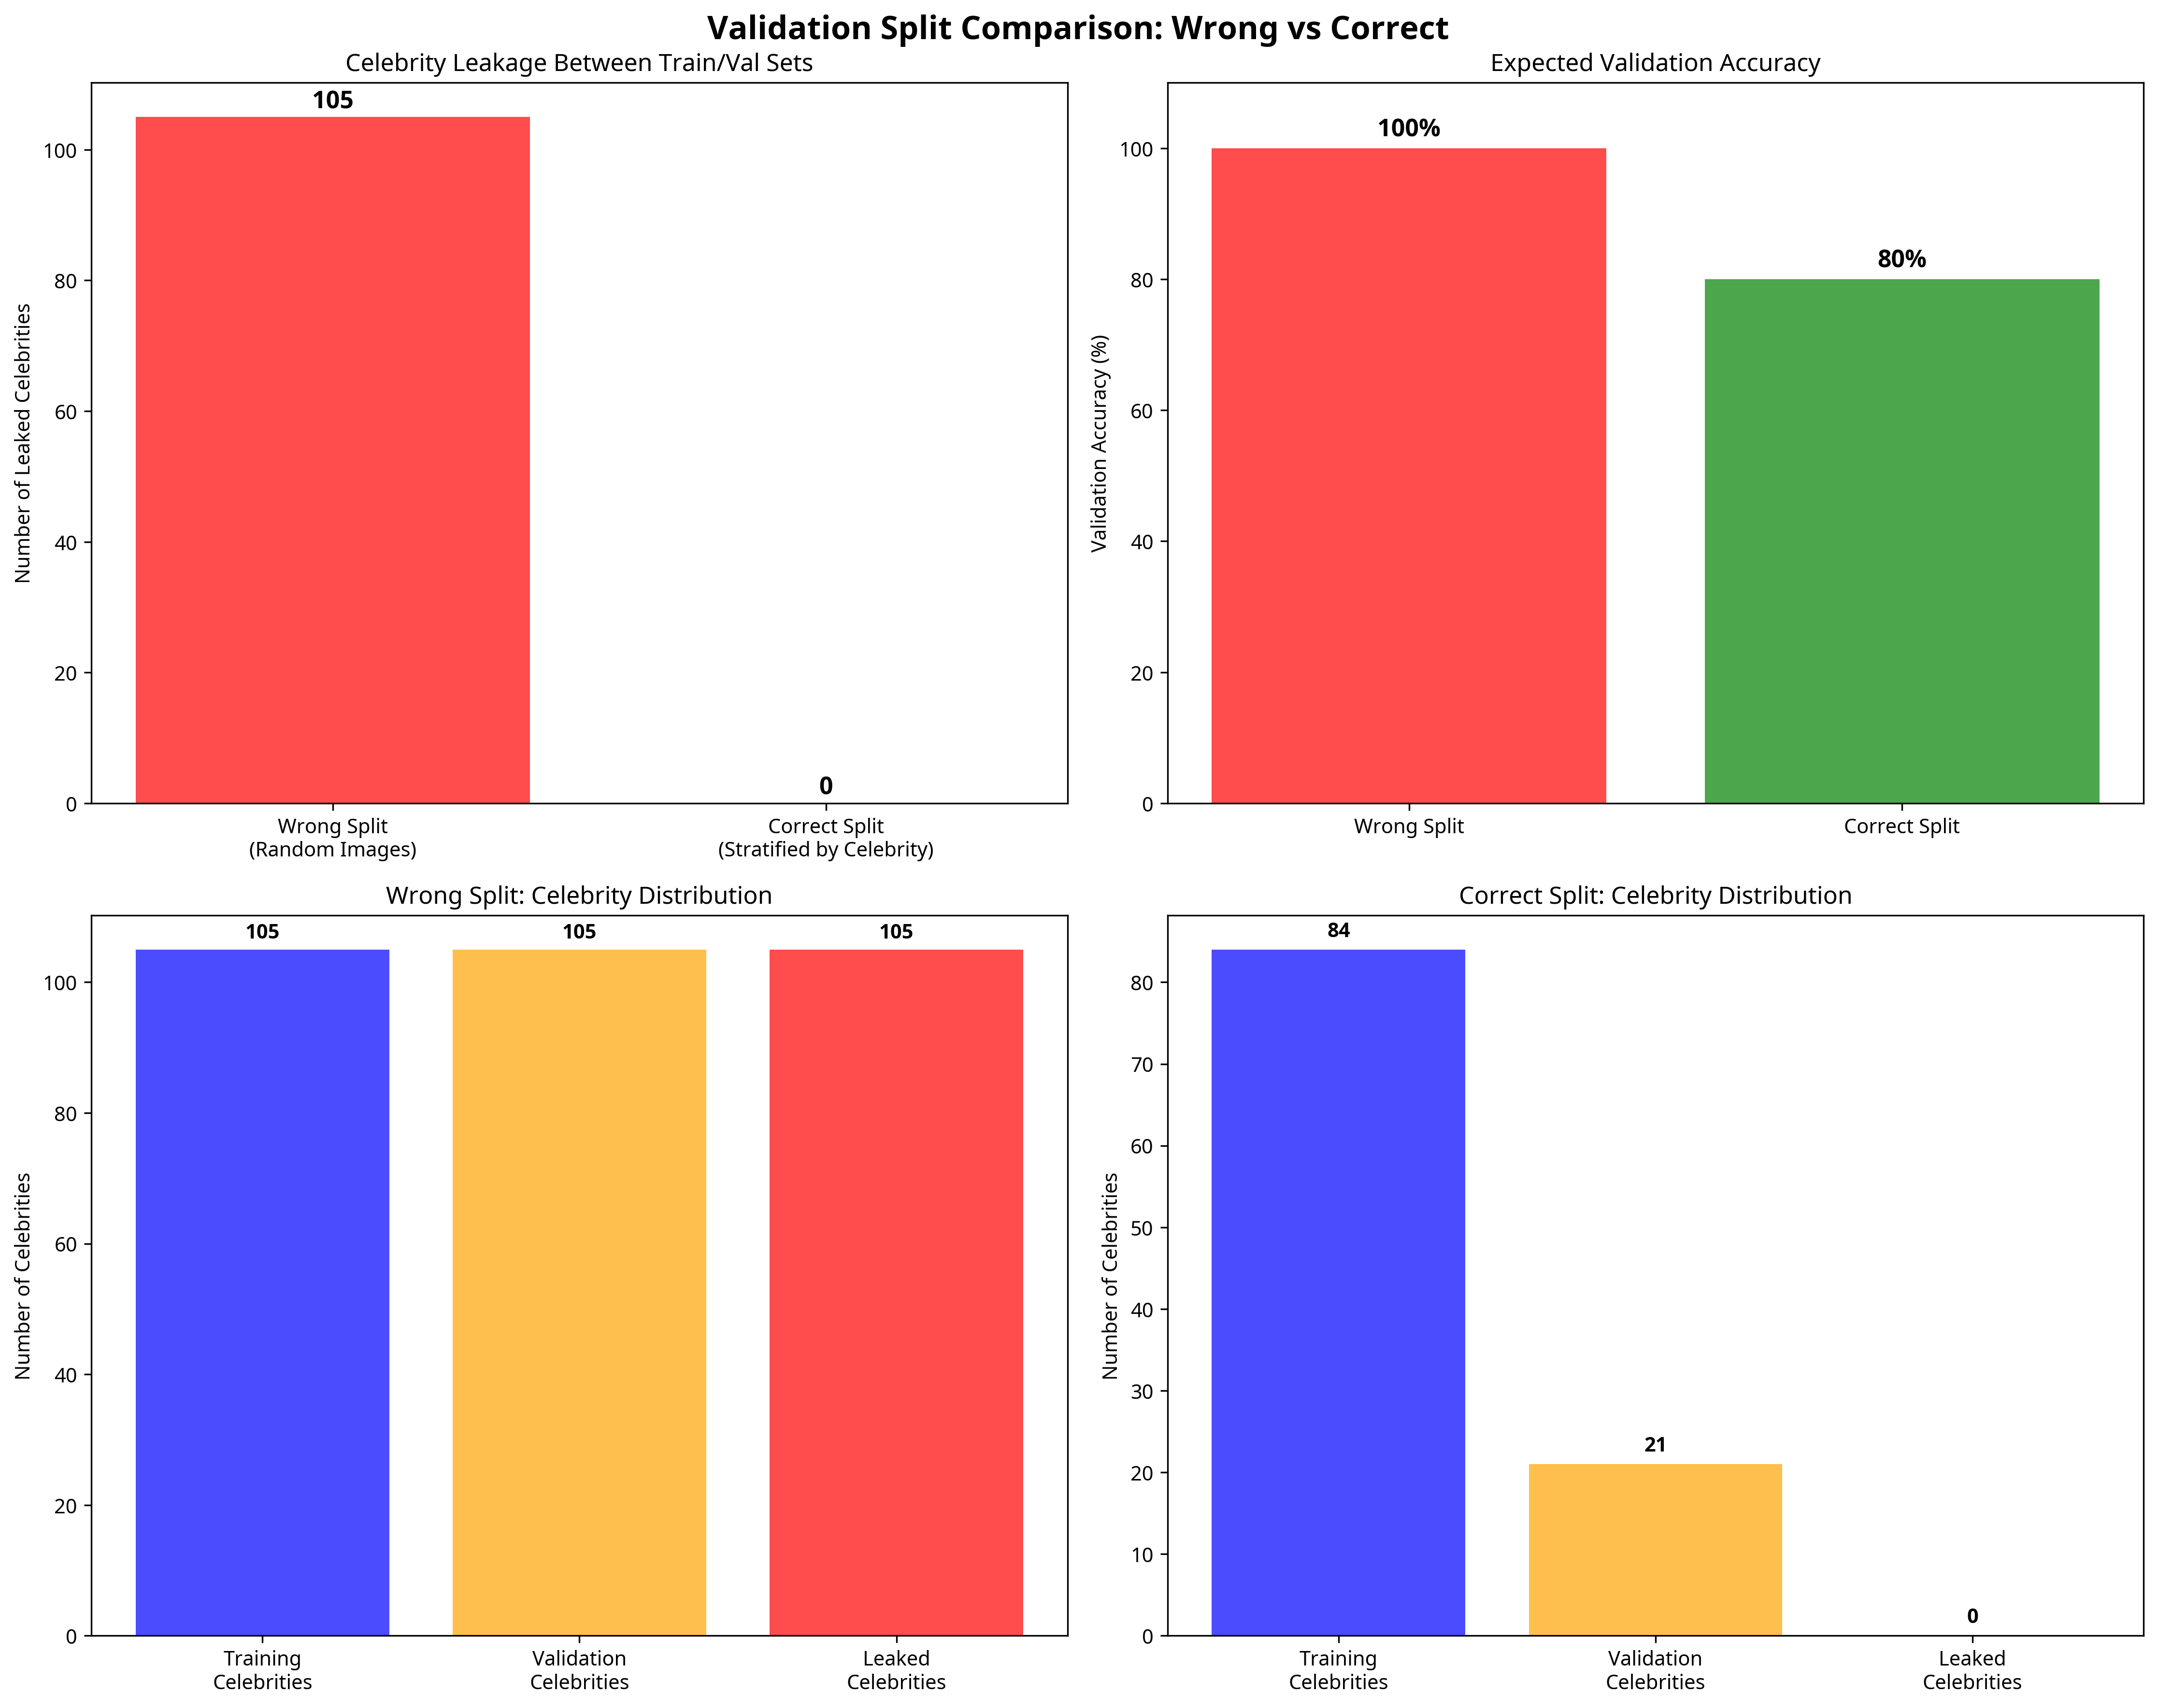 Validation Split Comparison: Wrong vs Correct
Celebrity Leakage Between Train/Val Sets
Number of Leaked Celebrities
100
80
60
40
20
0
105
0
Wrong Split
(Random Images)
Correct Split
(Stratified by Celebrity)
Expected Validation Accuracy
Validation Accuracy (%)
100
80
60
40
20
0
100%
80%
Wrong Split
Correct Split
Wrong Split: Celebrity Distribution
Number of Celebrities
100
80
60
40
20
0
105
105
105
Training
Celebrities
Validation
Celebrities
Leaked
Celebrities
Correct Split: Celebrity Distribution
Number of Celebrities
80
70
60
50
40
30
20
10
0
84
21
0
Training
Celebrities
Validation
Celebrities
Leaked
Celebrities